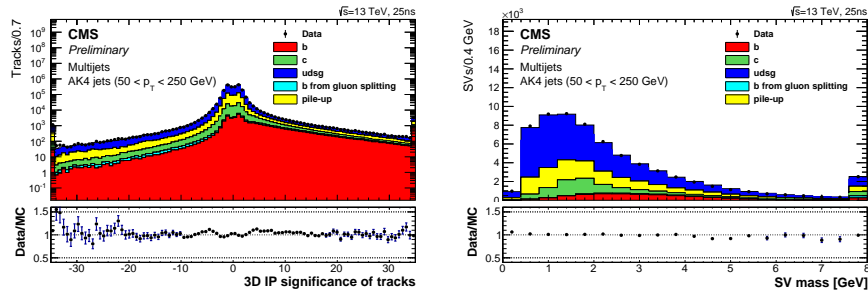 √s=13 TeV, 25ns
CMS
Preliminary
Multijets
AK4 jets (50 < p_T < 250 GeV)
Data
b
c
udsg
b from gluon splitting
pile-up
Tracks/0.7
10^9
10^8
10^7
10^6
10^5
10^4
10^3
10^2
10
1
10^-1
Data/MC
1.5
1
0.5
−30 −20 −10 0 10 20 30
3D IP significance of tracks
√s=13 TeV, 25ns
×10^3
CMS
Preliminary
Multijets
AK4 jets (50 < p_T < 250 GeV)
Data
b
c
udsg
b from gluon splitting
pile-up
SVs/0.4 GeV
18
16
14
12
10
8
6
4
2
0
Data/MC
1.5
1
0.5
0 1 2 3 4 5 6 7
SV mass [GeV]